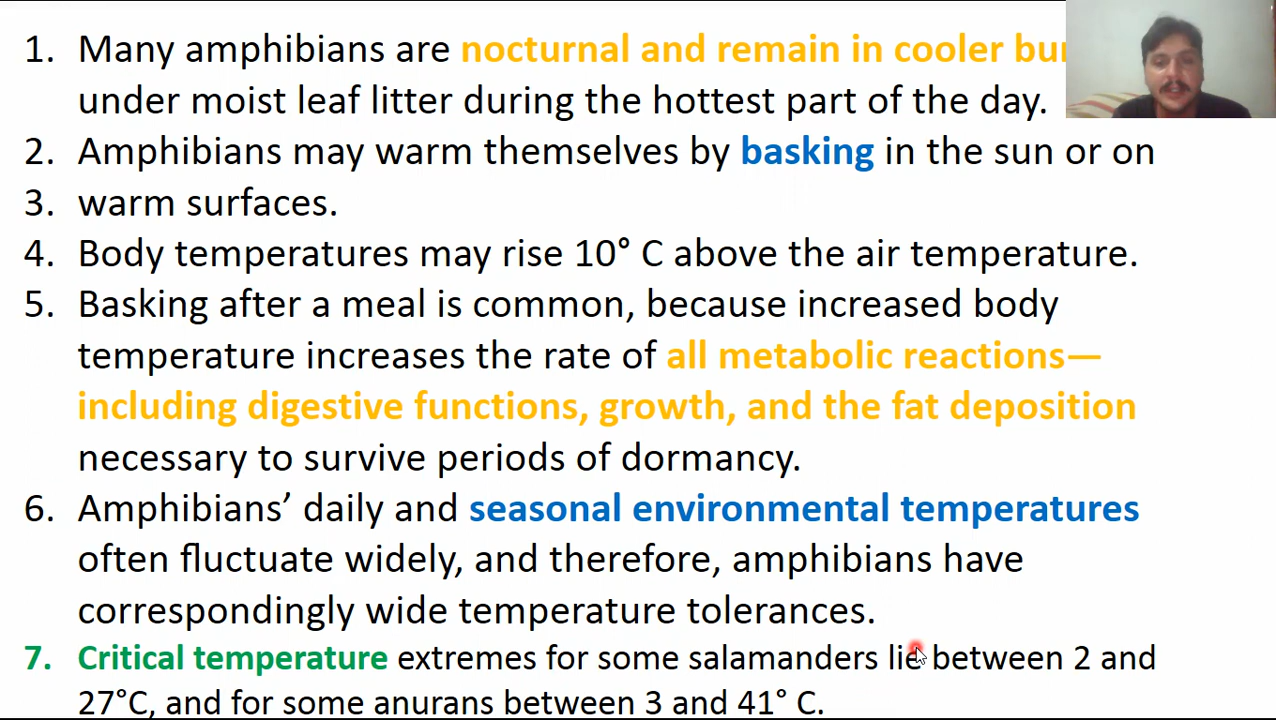 1. Many amphibians are nocturnal and remain in cooler
under moist leaf litter during the hottest part of the day.
2. Amphibians may warm themselves by basking in the sun or on
3. warm surfaces.
4. Body temperatures may rise 10° C above the air temperature.
5. Basking after a meal is common, because increased body
temperature increases the rate of all metabolic reactions—
including digestive functions, growth, and the fat deposition
necessary to survive periods of dormancy.
6. Amphibians’ daily and seasonal environmental temperatures
often fluctuate widely, and therefore, amphibians have
correspondingly wide temperature tolerances.
7. Critical temperature extremes for some salamanders lie between 2 and
27°C, and for some anurans between 3 and 41° C.